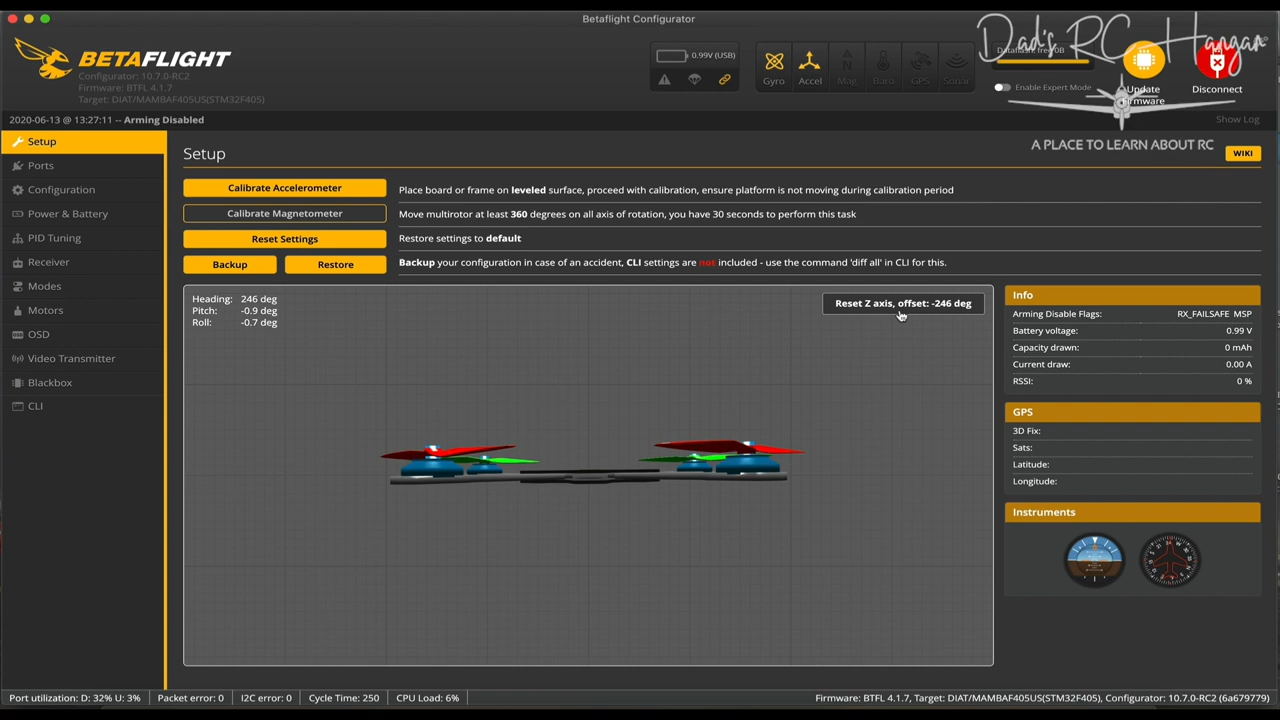 Betaflight Configurator
BETAFLIGHT
Configurator: 10.7.0-RC2
Firmware: BTFL 4.1.7
Target: DIAT/MAMBAF405US(STM32F405)
0.99V (USB)
Gyro
Accel
Mag
Baro
GPS
Sonar
Dataflash: free 0B
Enable Expert Mode
Dad's RC Hangar
Update
Firmware
Disconnect
2020-06-13 @ 13:27:11 -- Arming Disabled
Show Log
A PLACE TO LEARN ABOUT RC
WIKI
Setup
Ports
Configuration
Power & Battery
PID Tuning
Receiver
Modes
Motors
OSD
Video Transmitter
Blackbox
CLI
Setup
Calibrate Accelerometer
Place board or frame on leveled surface, proceed with calibration, ensure platform is not moving during calibration period
Calibrate Magnetometer
Move multirotor at least 360 degrees on all axis of rotation, you have 30 seconds to perform this task
Reset Settings
Restore settings to default
Backup
Restore
Backup your configuration in case of an accident, CLI settings are not included - use the command 'diff all' in CLI for this.
Heading: 246 deg
Pitch: -0.9 deg
Roll: -0.7 deg
Reset Z axis, offset: -246 deg
Info
Arming Disable Flags: RX_FAILSAFE MSP
Battery voltage: 0.99 V
Capacity drawn: 0 mAh
Current draw: 0.00 A
RSSI: 0 %
GPS
3D Fix:
Sats:
Latitude:
Longitude:
Instruments
Port utilization: D: 32% U: 3%
Packet error: 0
I2C error: 0
Cycle Time: 250
CPU Load: 6%
Firmware: BTFL 4.1.7, Target: DIAT/MAMBAF405US(STM32F405), Configurator: 10.7.0-RC2 (6a679779)